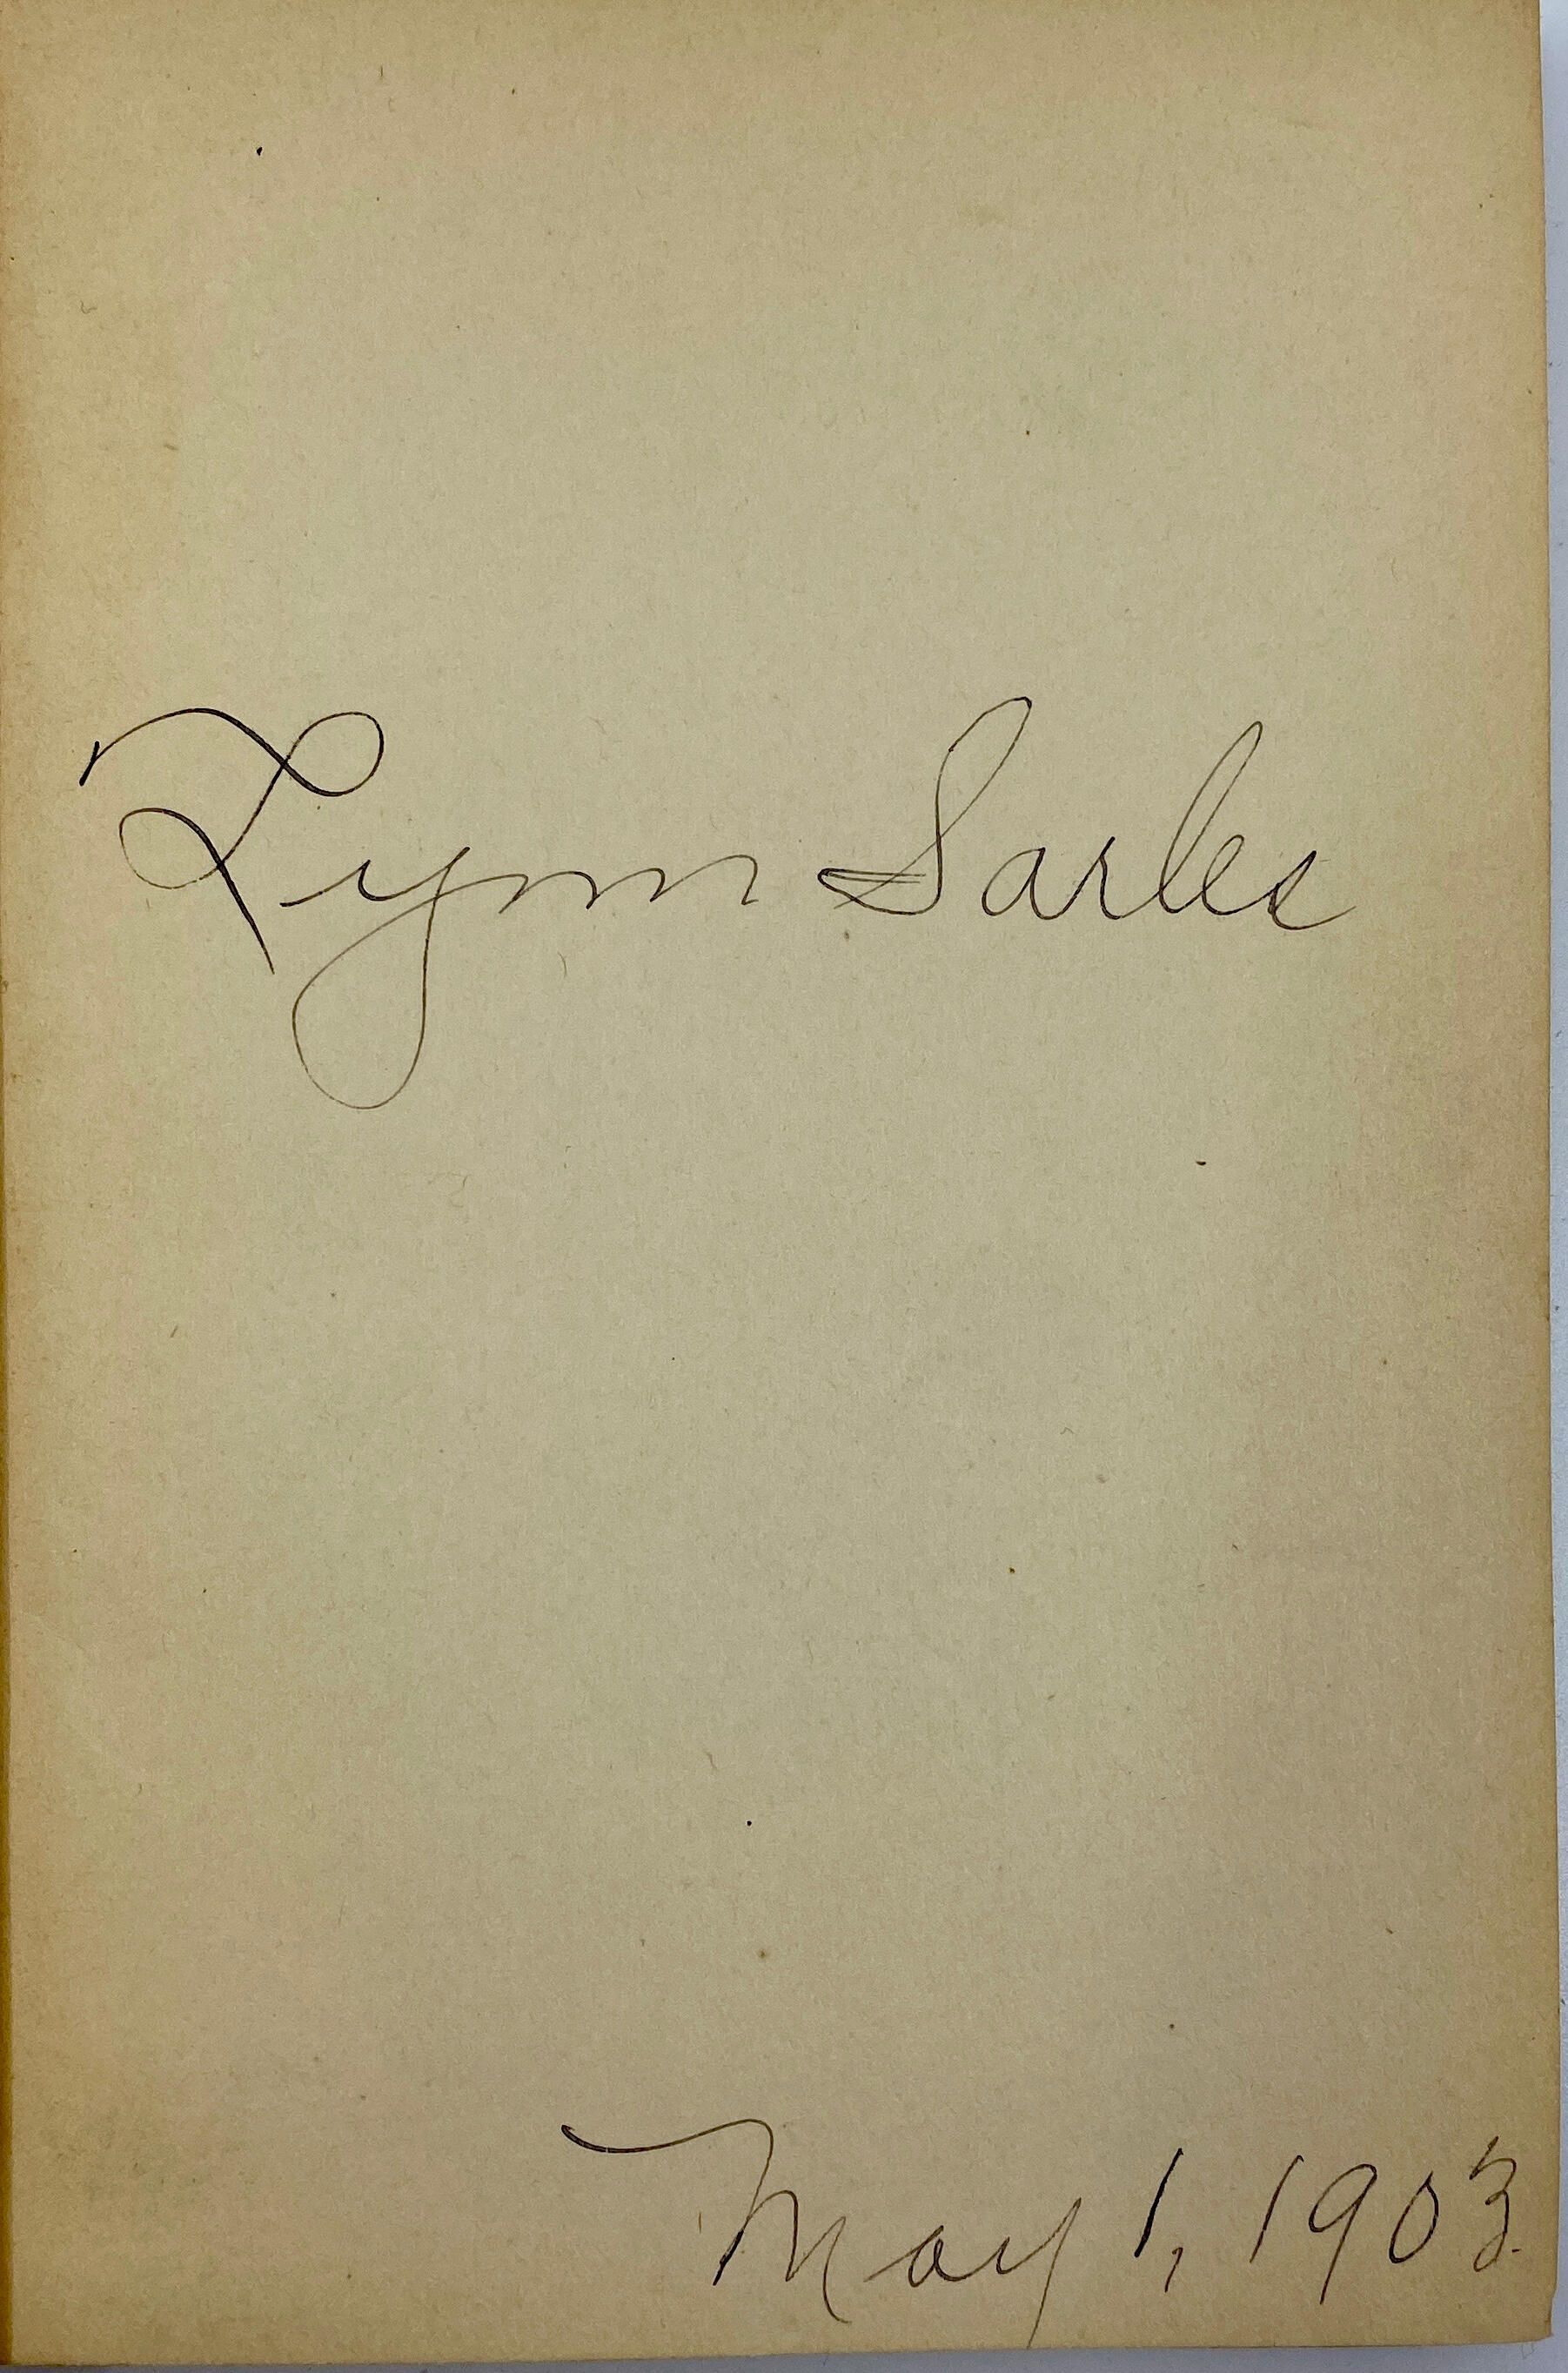 Lynn Sarles
May 1, 1903.